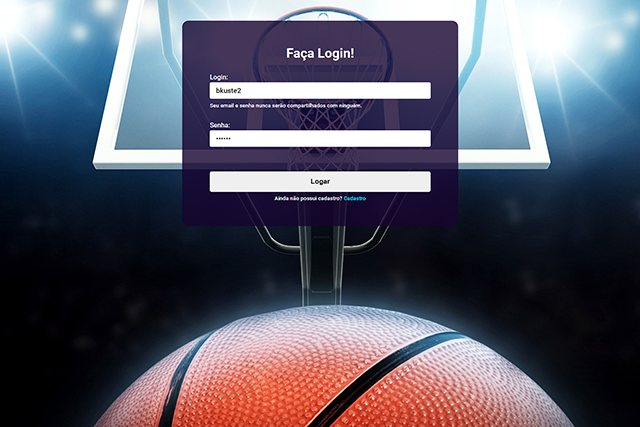 Faça Login!
Login:
bkuste2
Seu email e senha nunca serão compartilhados com ninguém.
Senha:
••••••
Logar
Ainda não possui cadastro? Cadastro